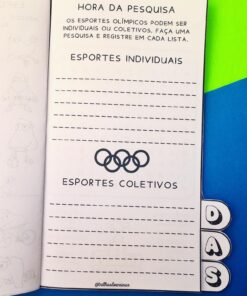 HORA DA PESQUISA
OS ESPORTES OLÍMPICOS PODEM SER
INDIVIDUAIS OU COLETIVOS. FAÇA UMA
PESQUISA E REGISTRE EM CADA LISTA.
ESPORTES INDIVIDUAIS
ESPORTES COLETIVOS
D
A
S